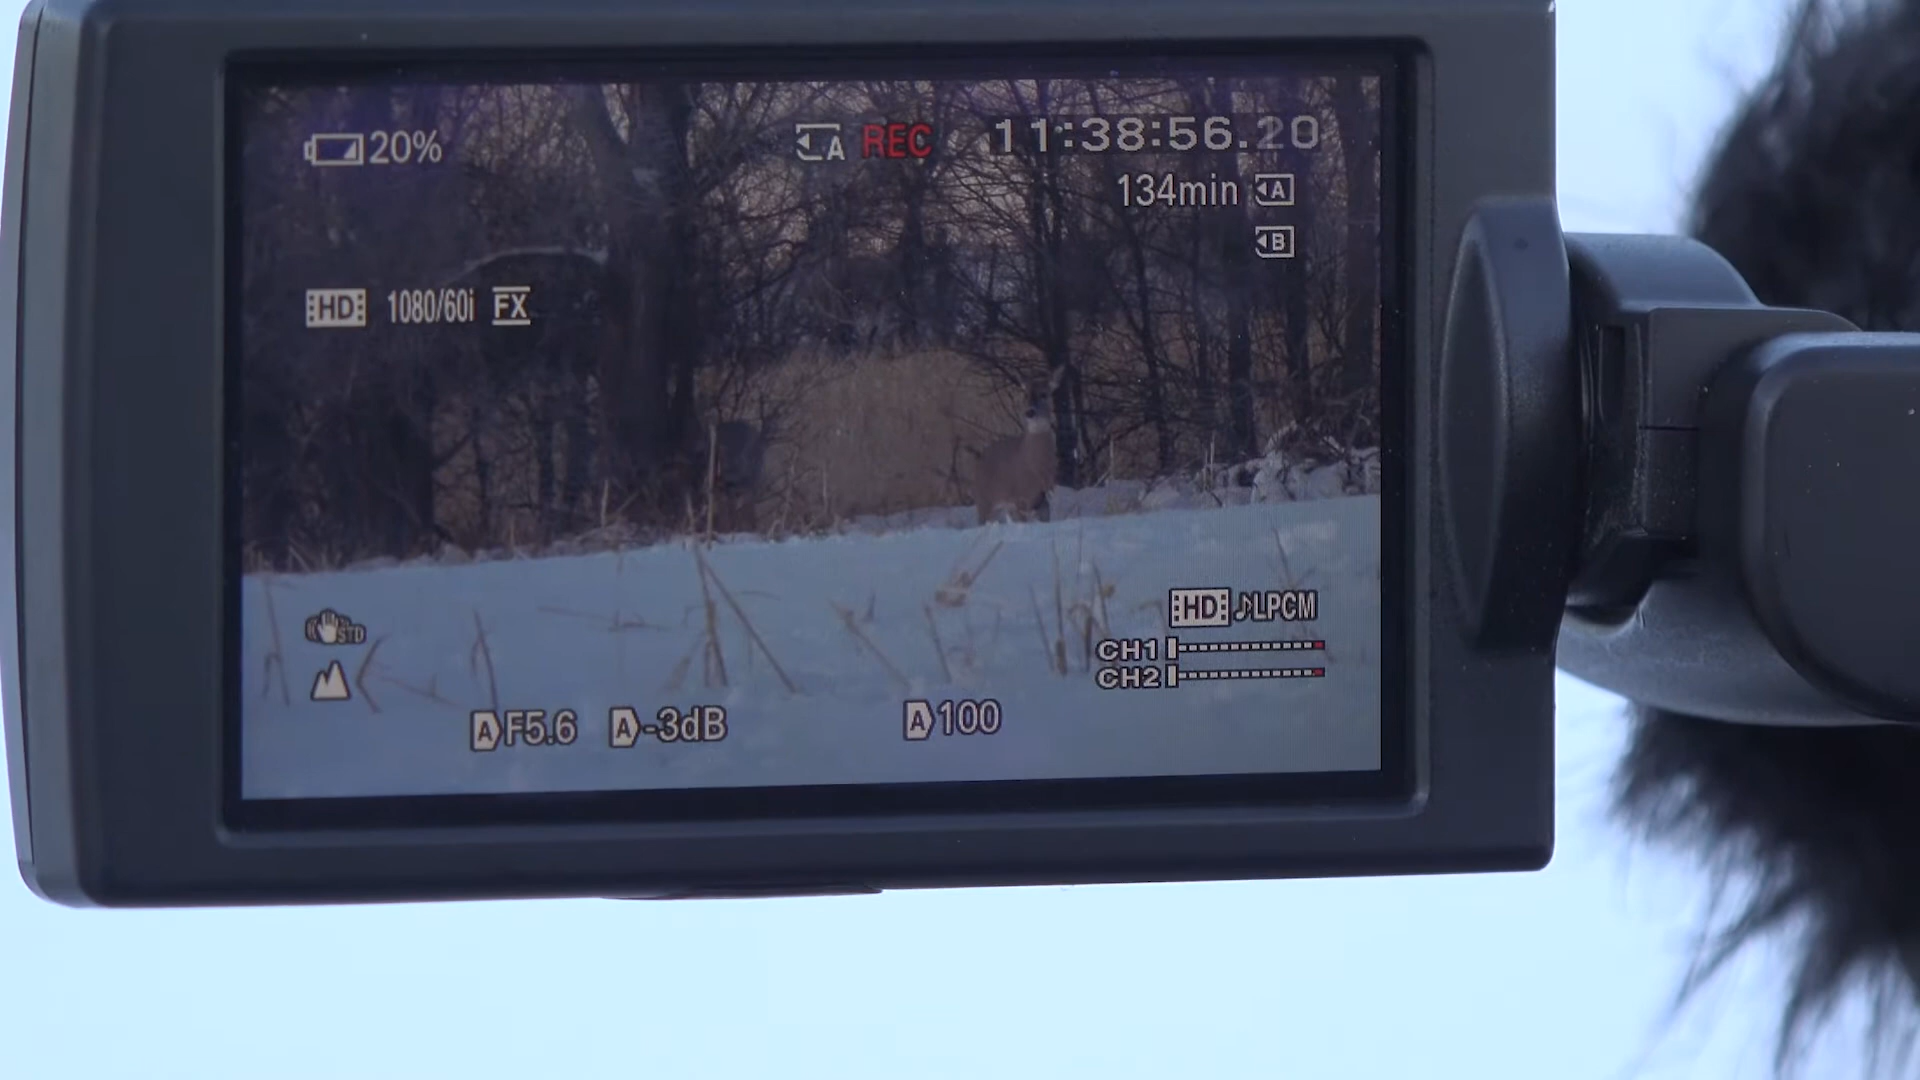 20% A REC 11:38:56.20
134min A
B
HD 1080/60i FX
HD LPCM
STD
CH1
CH2
A F5.6 A -3dB A 100